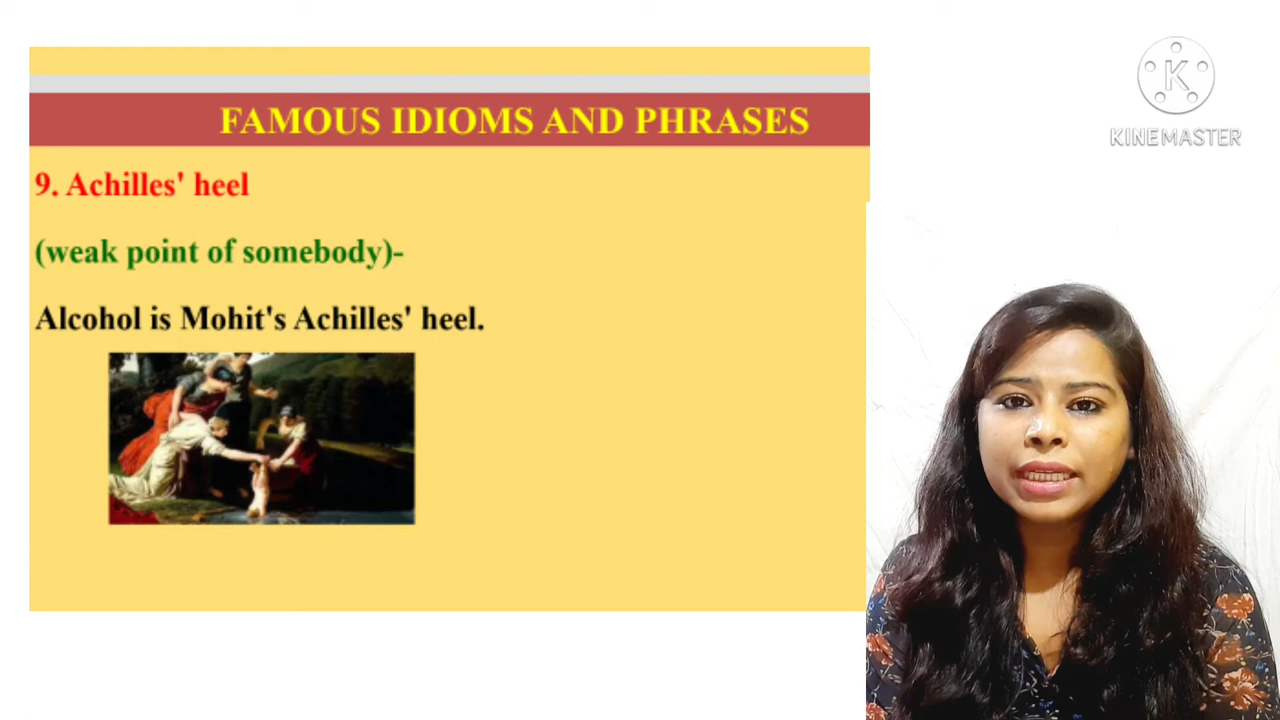 FAMOUS IDIOMS AND PHRASES
9. Achilles' heel
(weak point of somebody)-
Alcohol is Mohit's Achilles' heel.
K
KINEMASTER